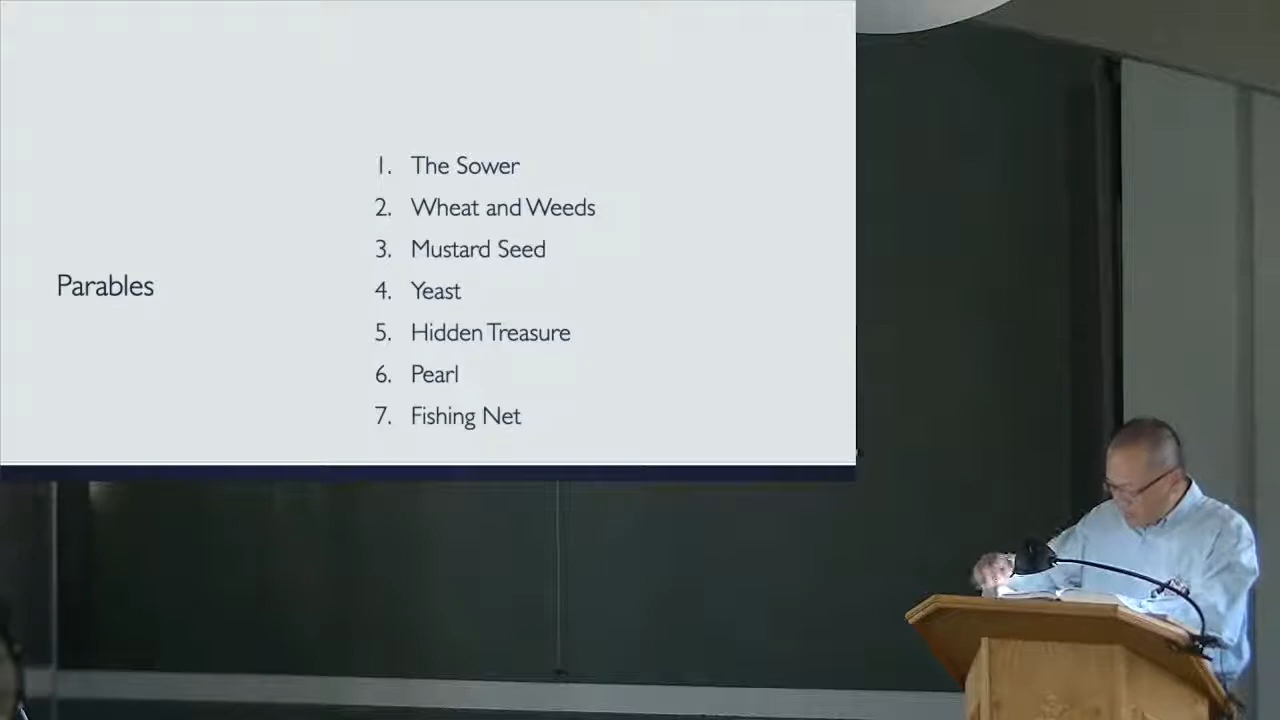 Parables
1. The Sower
2. Wheat and Weeds
3. Mustard Seed
4. Yeast
5. Hidden Treasure
6. Pearl
7. Fishing Net